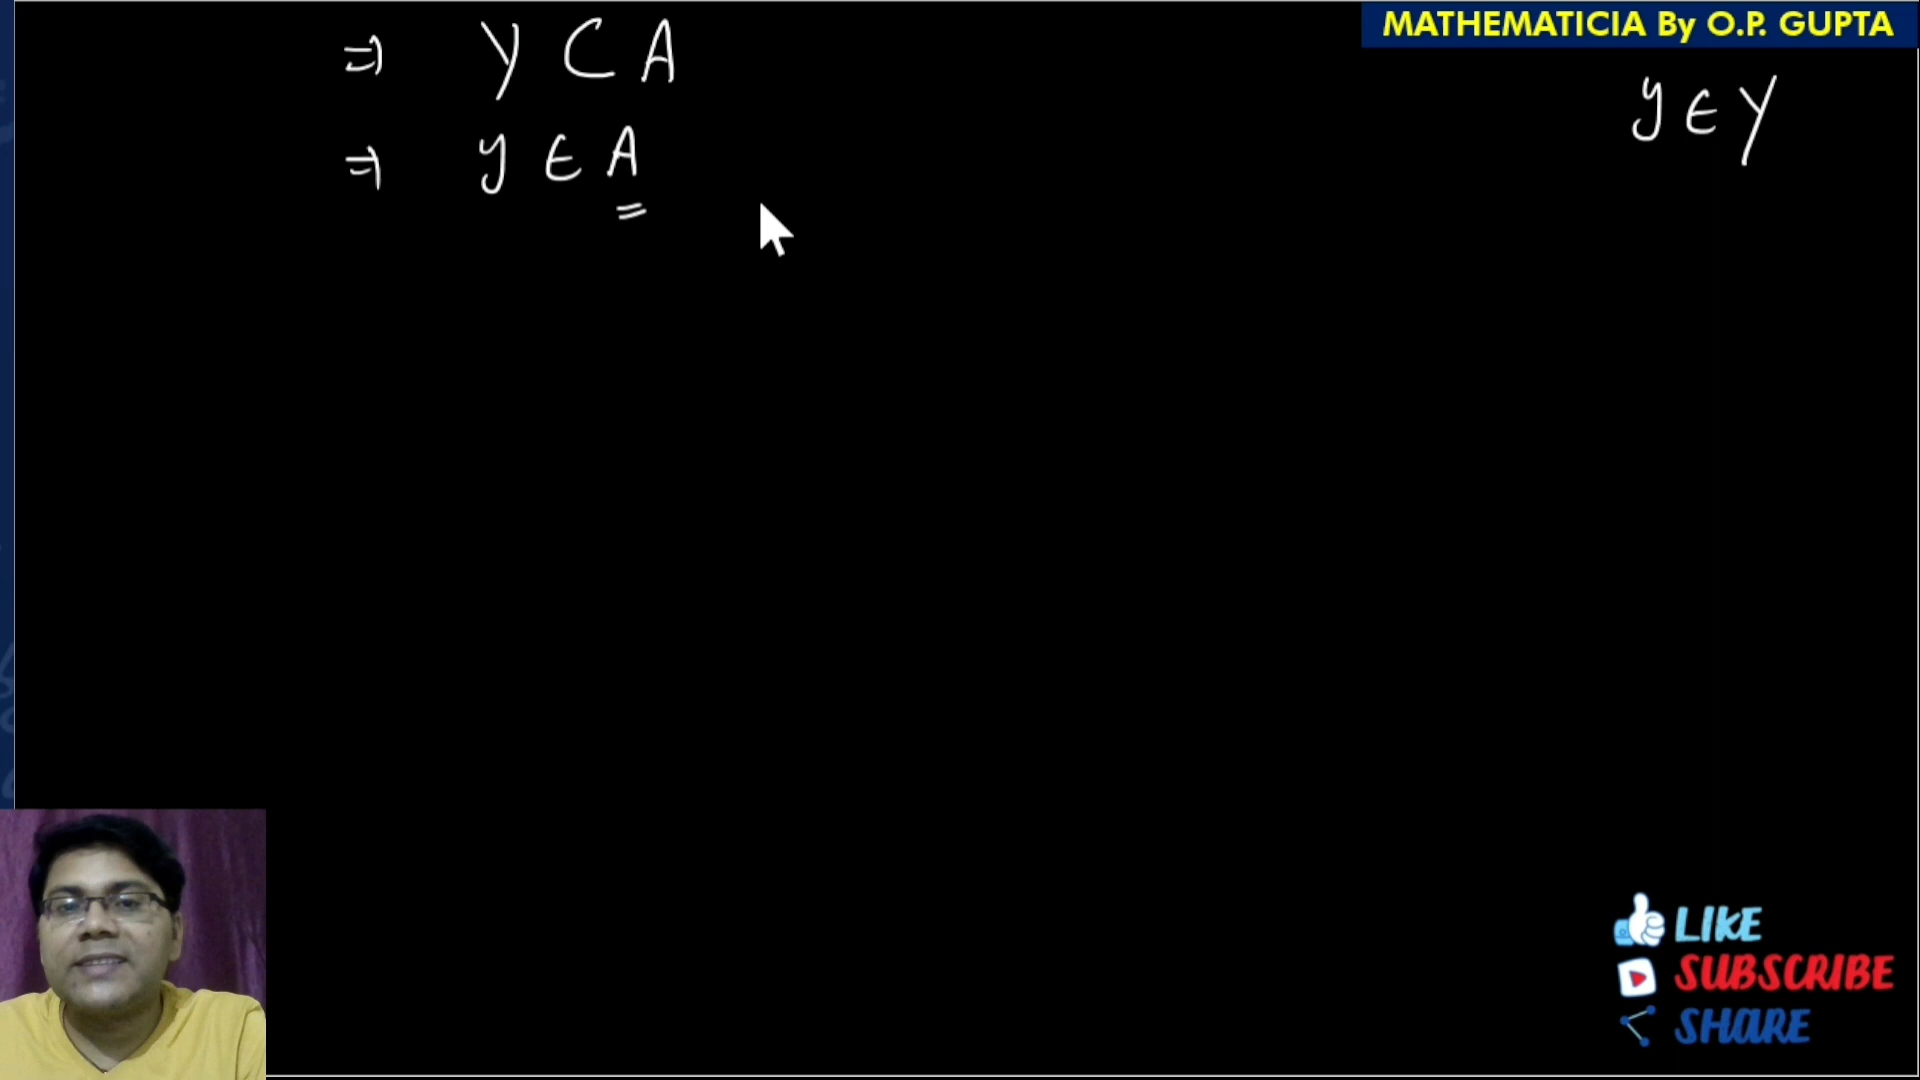 MATHEMATICIA By O.P. GUPTA
⇒ Y ⊂ A
y ∈ Y
⇒ y ∈ A
LIKE
SUBSCRIBE
SHARE